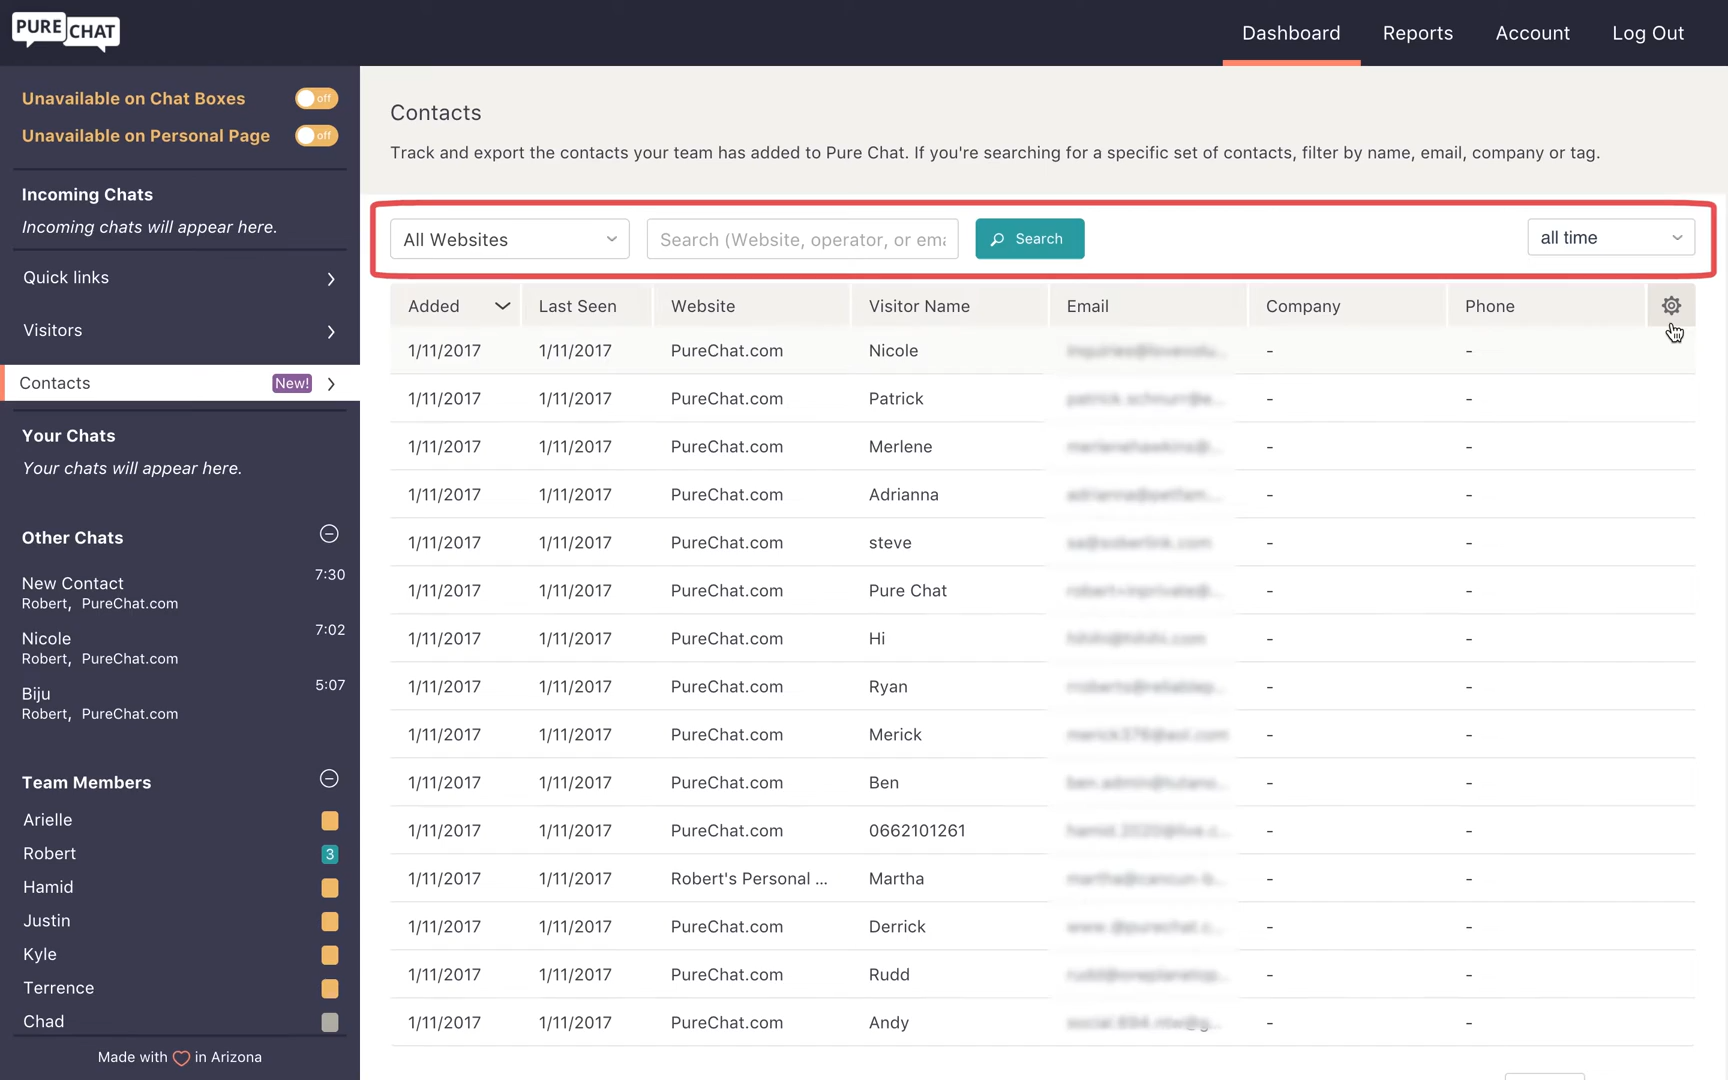 PURE CHAT
Dashboard Reports Account Log Out
Unavailable on Chat Boxes off
Unavailable on Personal Page off
Incoming Chats
Incoming chats will appear here.
Quick links
Visitors
Contacts New!
Your Chats
Your chats will appear here.
Other Chats
New Contact 7:30
Robert, PureChat.com
Nicole 7:02
Robert, PureChat.com
Biju 5:07
Robert, PureChat.com
Team Members
Arielle
Robert 3
Hamid
Justin
Kyle
Terrence
Chad
Made with in Arizona
Contacts
Track and export the contacts your team has added to Pure Chat. If you're searching for a specific set of contacts, filter by name, email, company or tag.
All Websites Search (Website, operator, or ema Search all time
Added Last Seen Website Visitor Name Email Company Phone
1/11/2017 1/11/2017 PureChat.com Nicole - -
1/11/2017 1/11/2017 PureChat.com Patrick - -
1/11/2017 1/11/2017 PureChat.com Merlene - -
1/11/2017 1/11/2017 PureChat.com Adrianna - -
1/11/2017 1/11/2017 PureChat.com steve - -
1/11/2017 1/11/2017 PureChat.com Pure Chat - -
1/11/2017 1/11/2017 PureChat.com Hi - -
1/11/2017 1/11/2017 PureChat.com Ryan - -
1/11/2017 1/11/2017 PureChat.com Merick - -
1/11/2017 1/11/2017 PureChat.com Ben - -
1/11/2017 1/11/2017 PureChat.com 0662101261 - -
1/11/2017 1/11/2017 Robert's Personal ... Martha - -
1/11/2017 1/11/2017 PureChat.com Derrick - -
1/11/2017 1/11/2017 PureChat.com Rudd - -
1/11/2017 1/11/2017 PureChat.com Andy - -